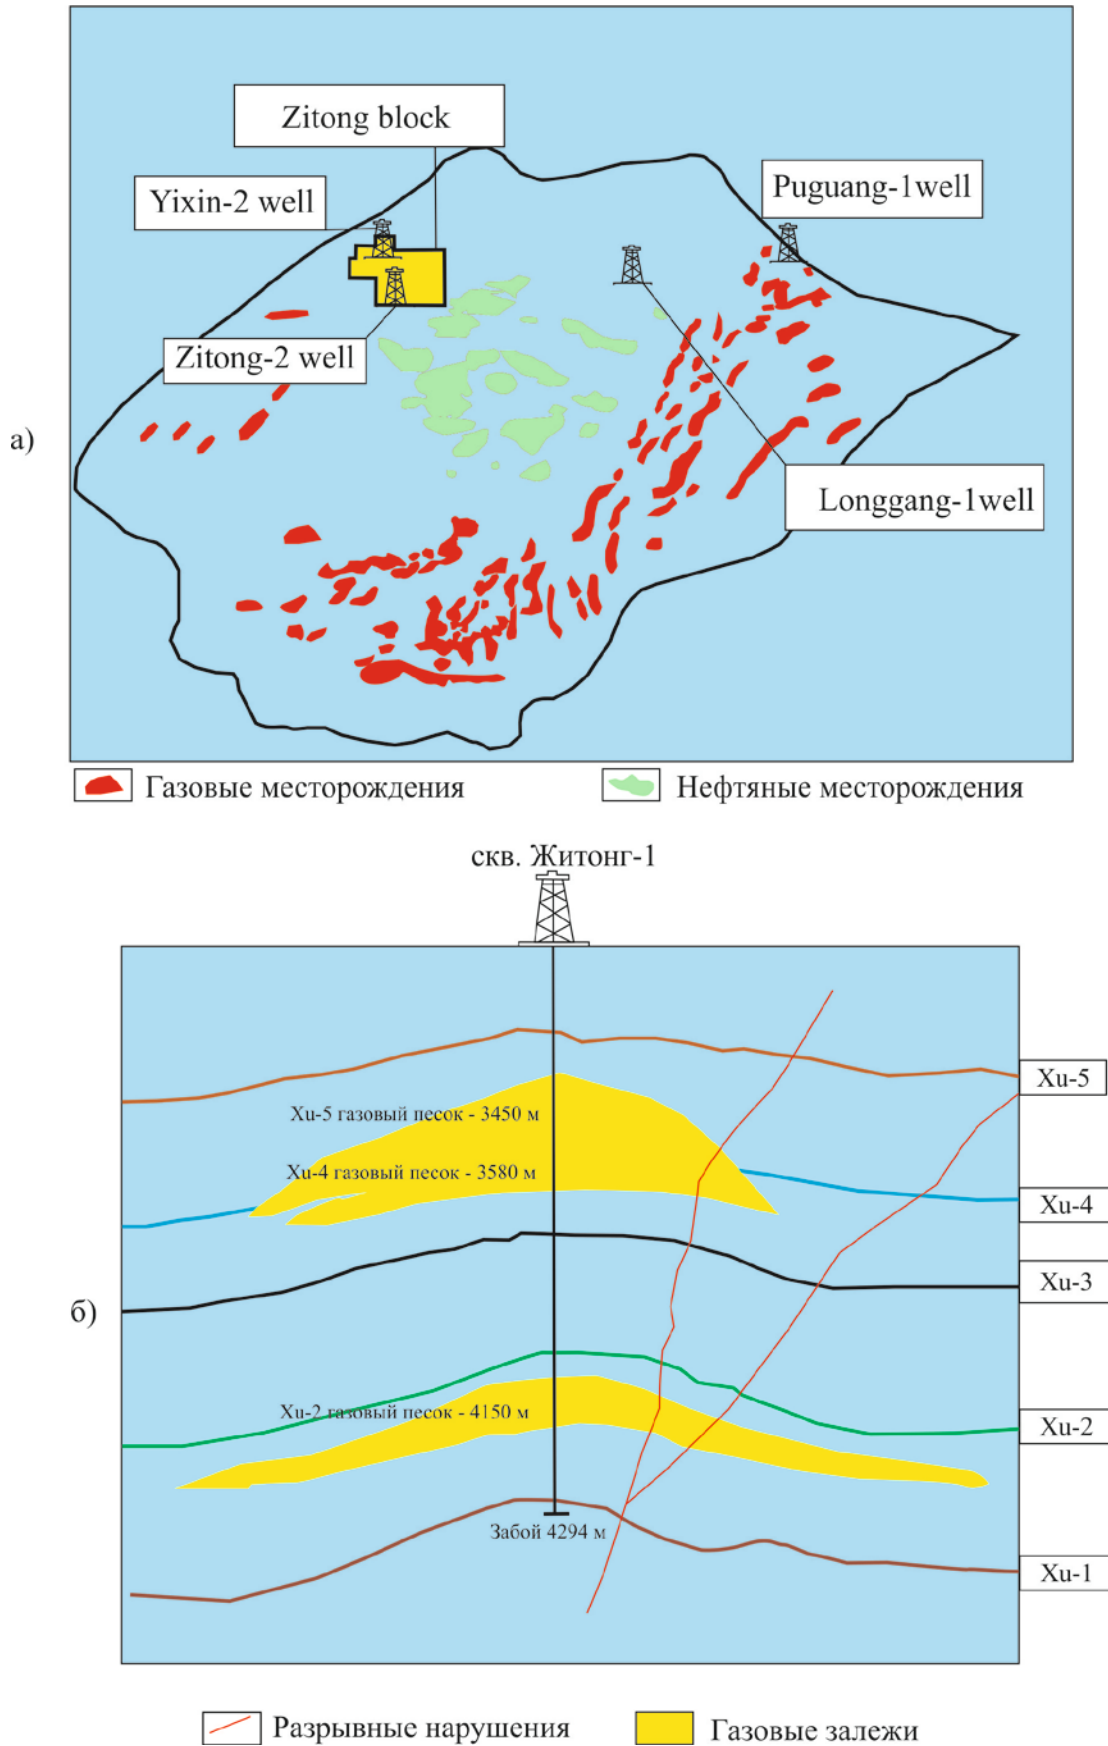 Zitong block
Yixin-2 well
Puguang-1well
Zitong-2 well
а)
Longgang-1well
Газовые месторождения
Нефтяные месторождения
скв. Житонг-1
Xu-5
Xu-5 газовый песок - 3450 м
Xu-4 газовый песок - 3580 м
Xu-4
Xu-3
б)
Xu-2 газовый песок - 4150 м
Xu-2
Забой 4294 м
Xu-1
Разрывные нарушения
Газовые залежи